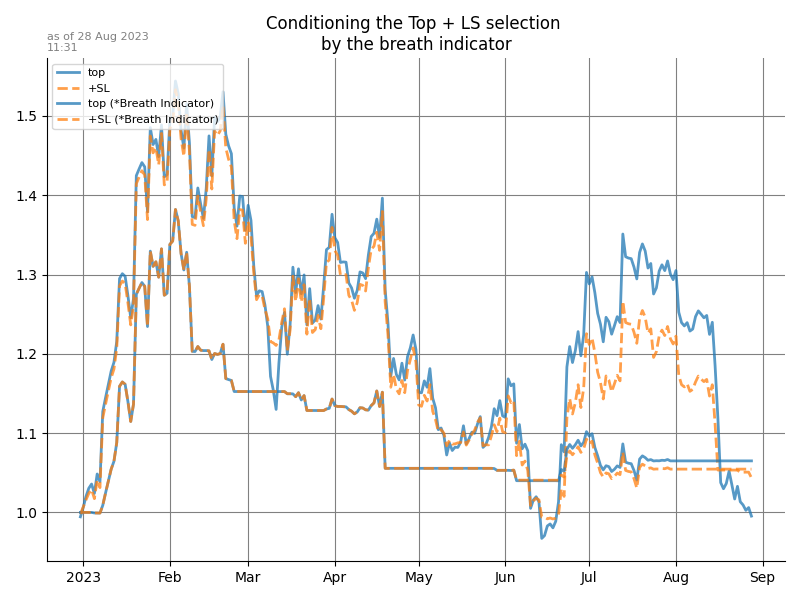 Conditioning the Top + LS selection
by the breath indicator
as of 28 Aug 2023
11:31
top
+SL
top (*Breath Indicator)
+SL (*Breath Indicator)
1.5
1.4
1.3
1.2
1.1
1.0
2023 Feb Mar Apr May Jun Jul Aug Sep